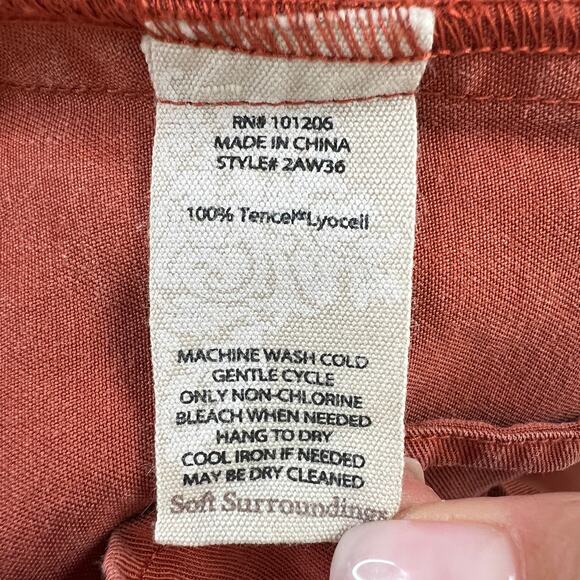 RN# 101206
MADE IN CHINA
STYLE# 2AW36
100% Tencel® Lyocell
MACHINE WASH COLD
GENTLE CYCLE
ONLY NON-CHLORINE
BLEACH WHEN NEEDED
HANG TO DRY
COOL IRON IF NEEDED
MAY BE DRY CLEANED
Soft Surroundings